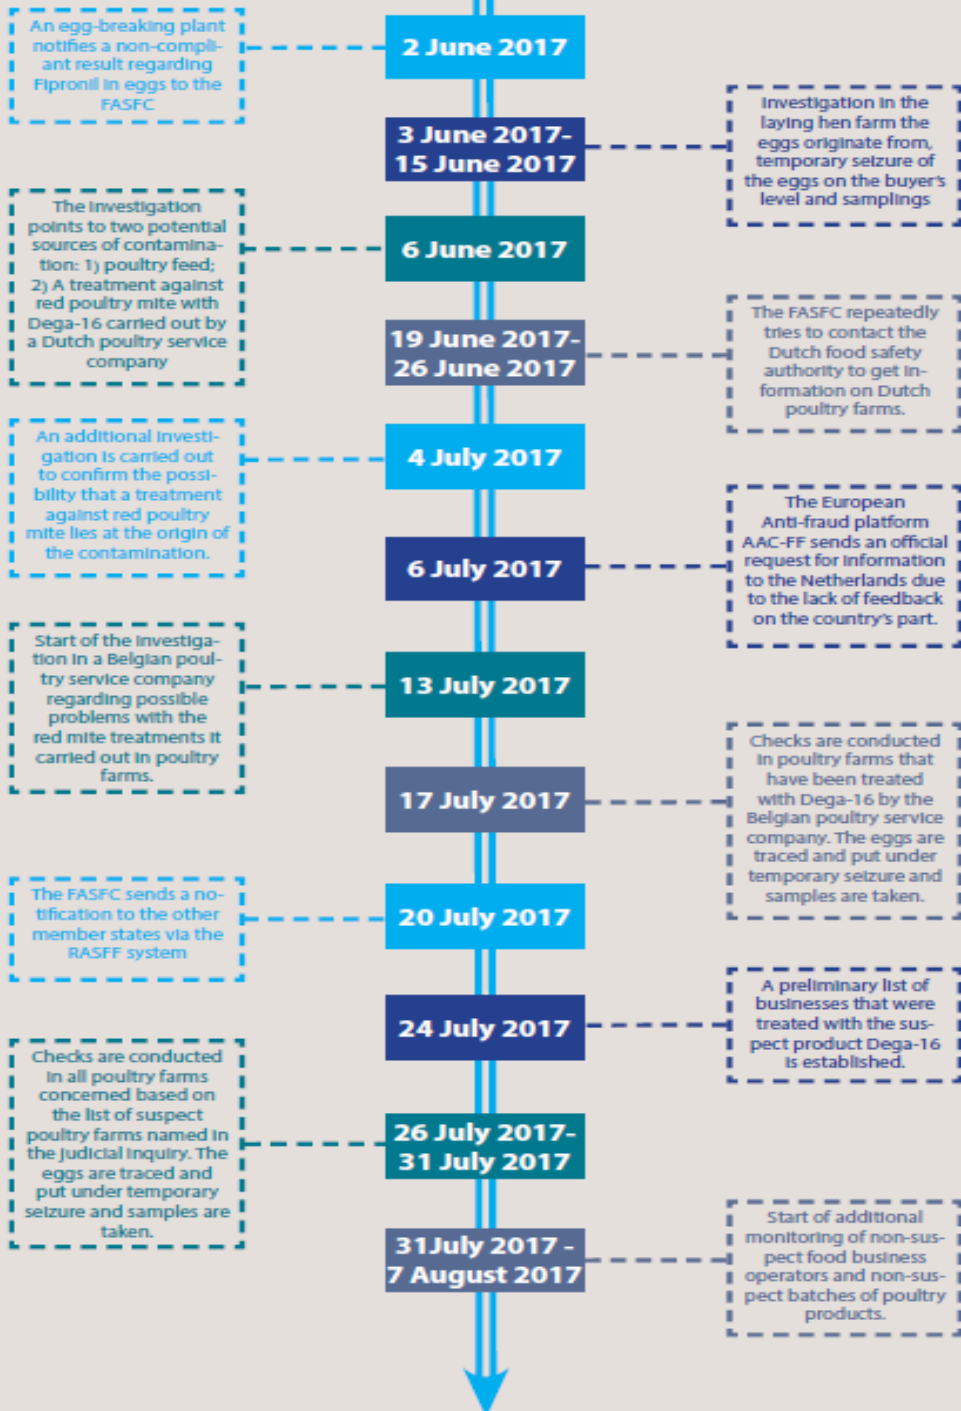 An egg-breaking plant
notifies a non-compli-
ant result regarding
Fipronil in eggs to the
FASFC
2 June 2017
3 June 2017-
15 June 2017
Investigation in the
laying hen farm the
eggs originate from,
temporary seizure of
the eggs on the buyer's
level and samplings
The investigation
points to two potential
sources of contamina-
tion: 1) poultry feed;
2) A treatment against
red poultry mite with
Dega-16 carried out by
a Dutch poultry service
company
6 June 2017
19 June 2017-
26 June 2017
The FASFC repeatedly
tries to contact the
Dutch food safety
authority to get in-
formation on Dutch
poultry farms.
An additional investi-
gation is carried out
to confirm the possi-
bility that a treatment
against red poultry
mite lies at the origin of
the contamination.
4 July 2017
6 July 2017
The European
Anti-fraud platform
AAC-FF sends an official
request for information
to the Netherlands due
to the lack of feedback
on the country's part.
Start of the investiga-
tion in a Belgian poul-
try service company
regarding possible
problems with the
red mite treatments it
carried out in poultry
farms.
13 July 2017
17 July 2017
Checks are conducted
in poultry farms that
have been treated
with Dega-16 by the
Belgian poultry service
company. The eggs are
traced and put under
temporary seizure and
samples are taken.
The FASFC sends a no-
tification to the other
member states via the
RASFF system
20 July 2017
24 July 2017
A preliminary list of
businesses that were
treated with the sus-
pect product Dega-16
is established.
Checks are conducted
in all poultry farms
concerned based on
the list of suspect
poultry farms named in
the judicial inquiry. The
eggs are traced and
put under temporary
seizure and samples are
taken.
26 July 2017-
31 July 2017
31July 2017 -
7 August 2017
Start of additional
monitoring of non-sus-
pect food business
operators and non-sus-
pect batches of poultry
products.